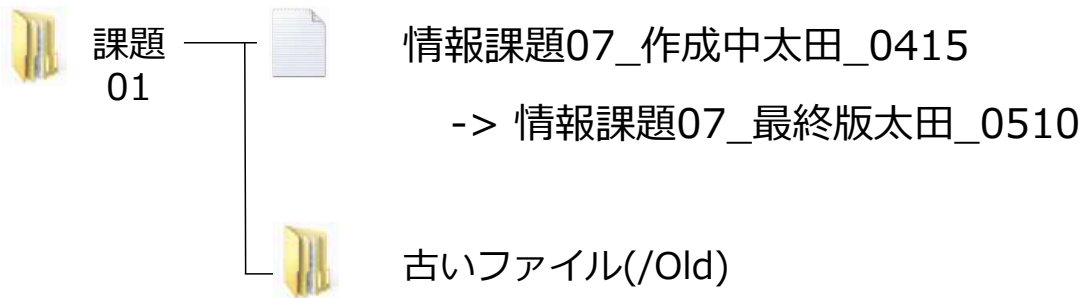 課題
01
情報課題07_作成中太田_0415
-> 情報課題07_最終版太田_0510
古いファイル(/Old)